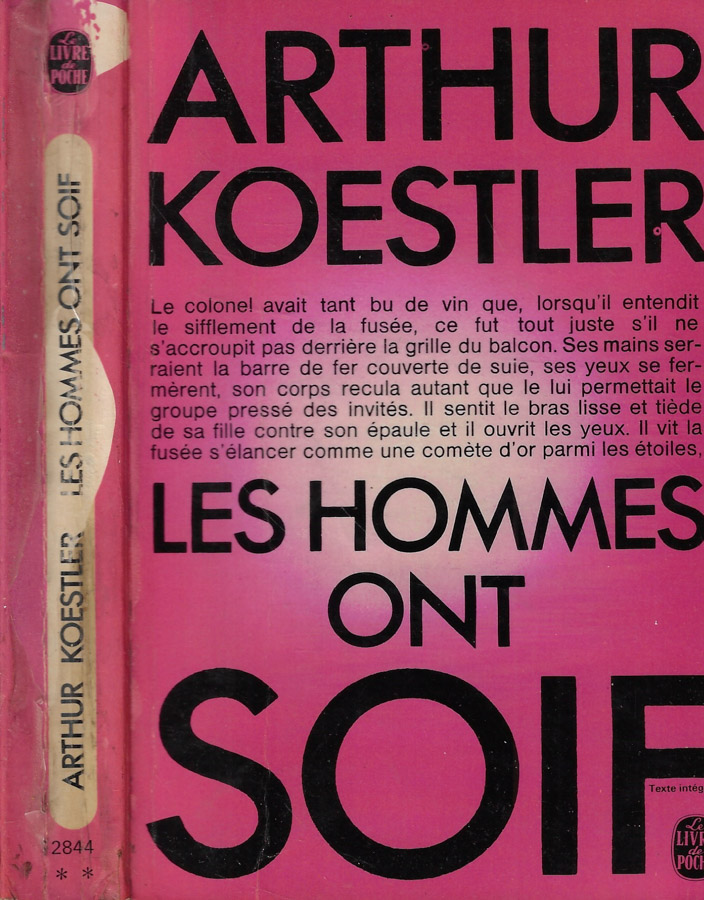 Le
LIVRE
de
POCHE
ARTHUR KOESTLER LES HOMMES ONT SOIF
2844
* *
ARTHUR
KOESTLER
Le colonel avait tant bu de vin que, lorsqu'il entendit
le sifflement de la fusée, ce fut tout juste s'il ne
s'accroupit pas derrière la grille du balcon. Ses mains ser-
raient la barre de fer couverte de suie, ses yeux se fer-
mèrent, son corps recula autant que le lui permettait le
groupe pressé des invités. Il sentit le bras lisse et tiède
de sa fille contre son épaule et il ouvrit les yeux. Il vit la
fusée s'élancer comme une comète d'or parmi les étoiles,
LES HOMMES
ONT
SOIF
Texte intég
Le
LIVR
de
POCH